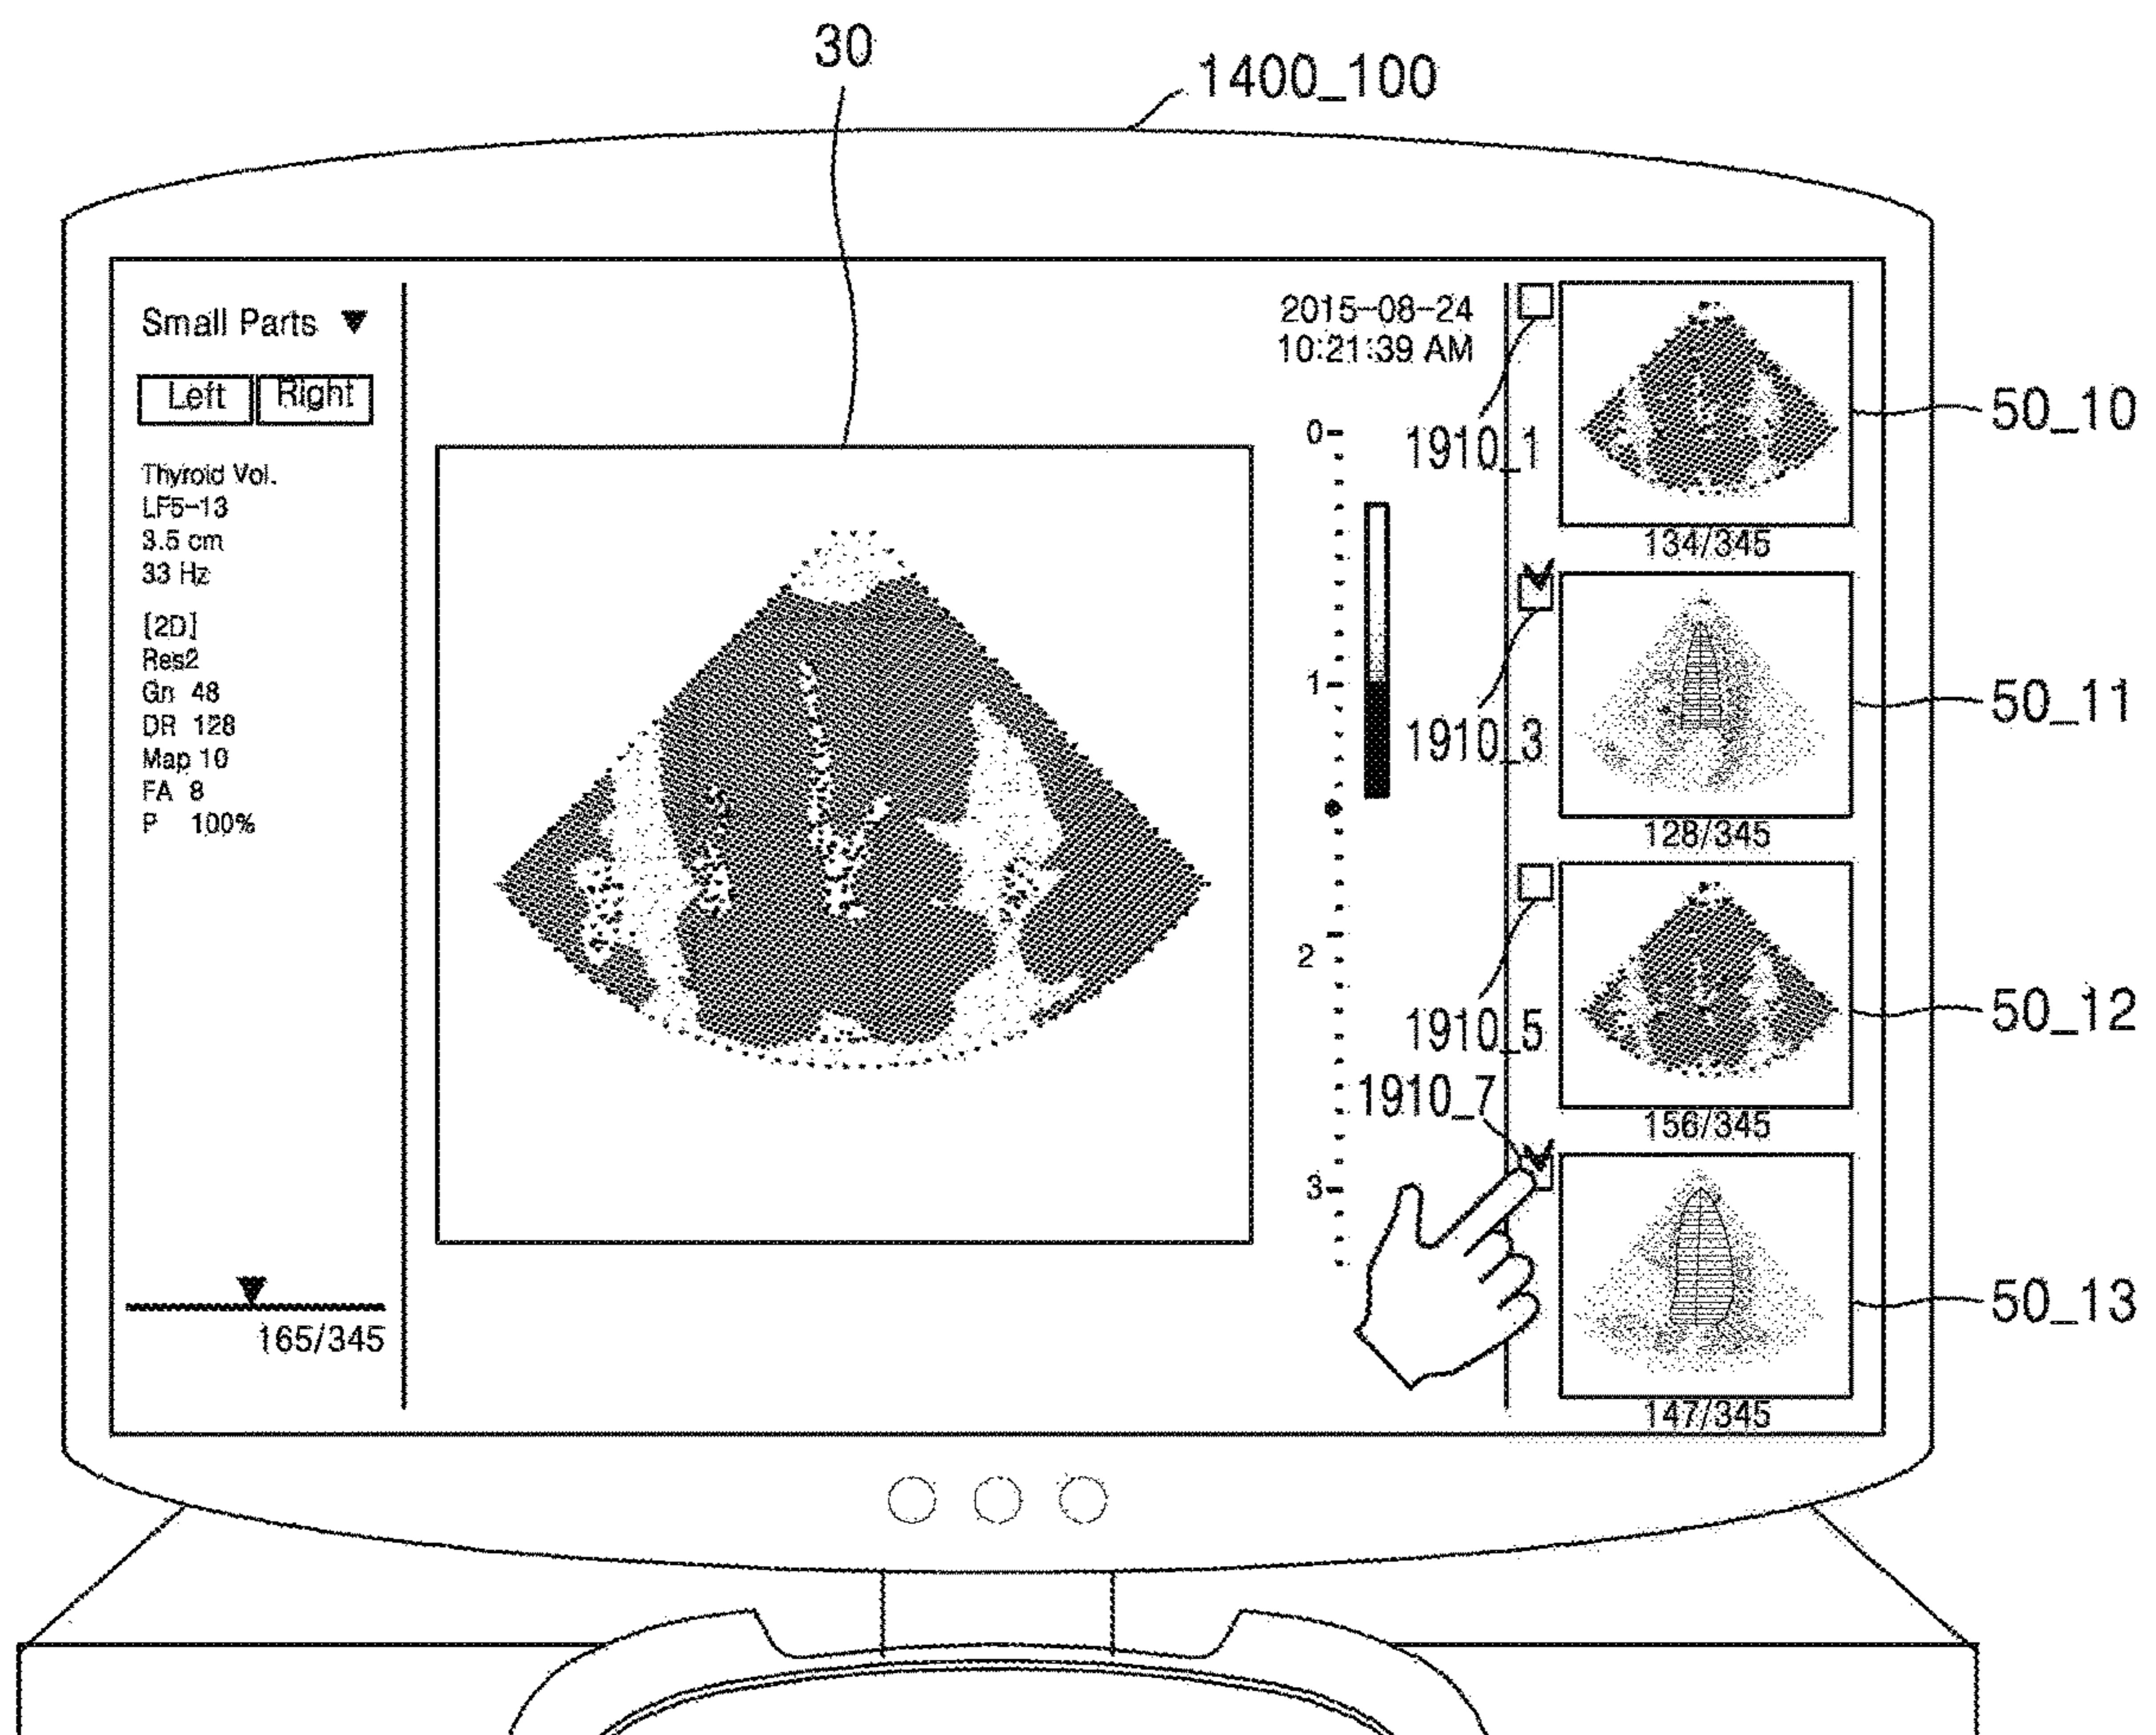 30
1400_100
Small Parts ▼
Left Right
Thyroid Vol.
LF5-13
3.5 cm
33 Hz
[2D]
Res2
Gn 48
DR 128
Map 10
FA 8
P 100%
165/345
2015-08-24
10:21:39 AM
0
1
2
3
1910_1
1910_3
1910_5
1910_7
134/345
128/345
156/345
147/345
50_10
50_11
50_12
50_13